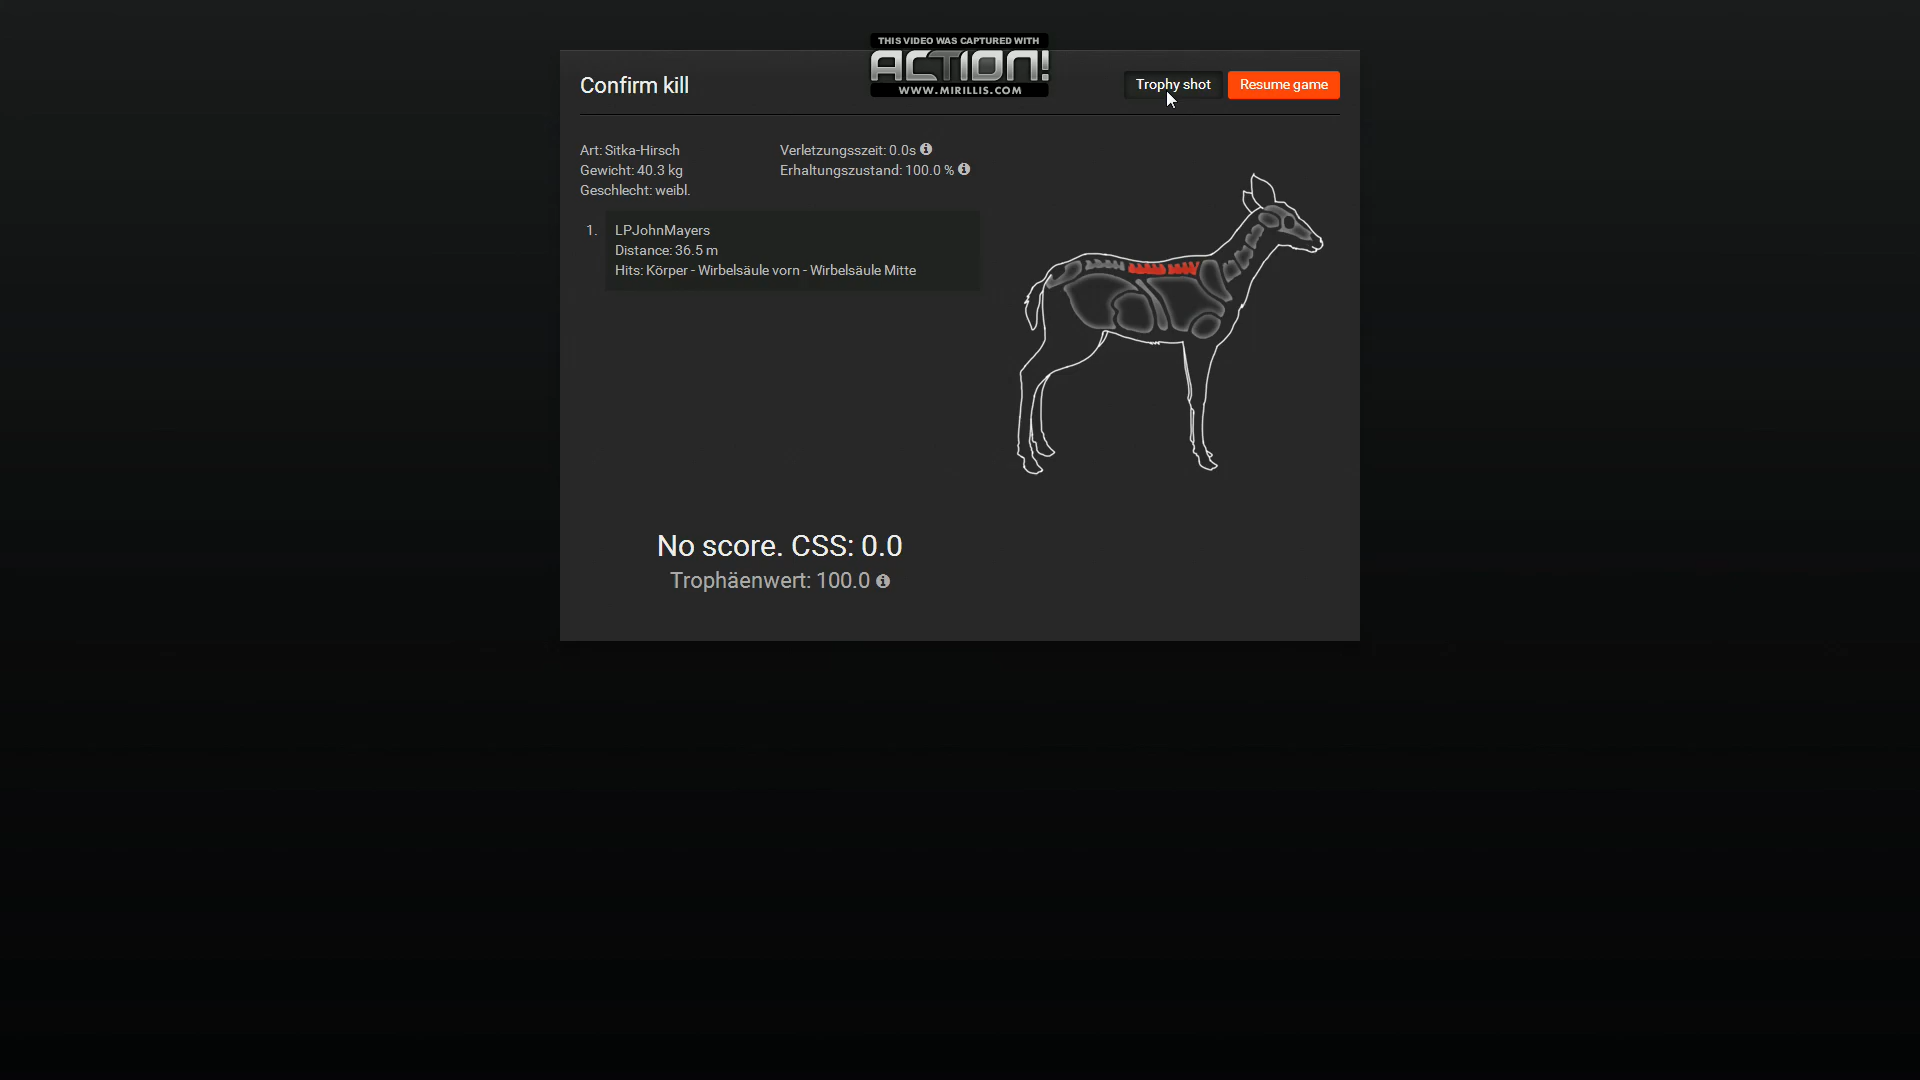 THIS VIDEO WAS CAPTURED WITH
ACTION!
WWW.MIRILLIS.COM
Confirm kill
Trophy shot
Resume game
Art: Sitka-Hirsch
Gewicht: 40.3 kg
Geschlecht: weibl.
Verletzungsszeit: 0.0s
Erhaltungszustand: 100.0 %
1.
LPJohnMayers
Distance: 36.5 m
Hits: Körper - Wirbelsäule vorn - Wirbelsäule Mitte
No score. CSS: 0.0
Trophäenwert: 100.0